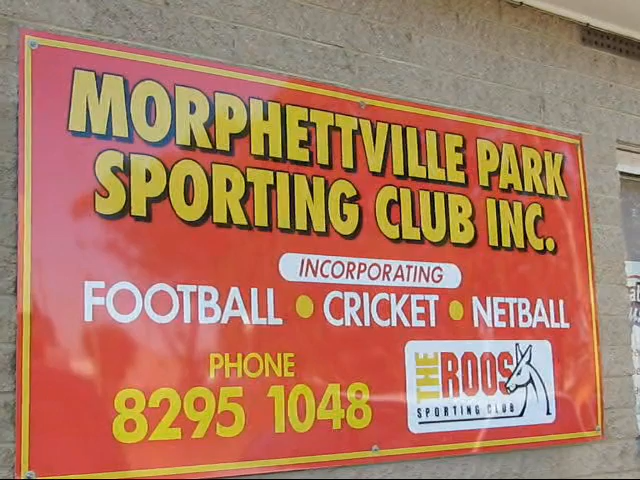 MORPHETTVILLE PARK
SPORTING CLUB INC.
INCORPORATING
FOOTBALL • CRICKET • NETBALL
PHONE
8295 1048
THE ROOS
SPORTING CLUB